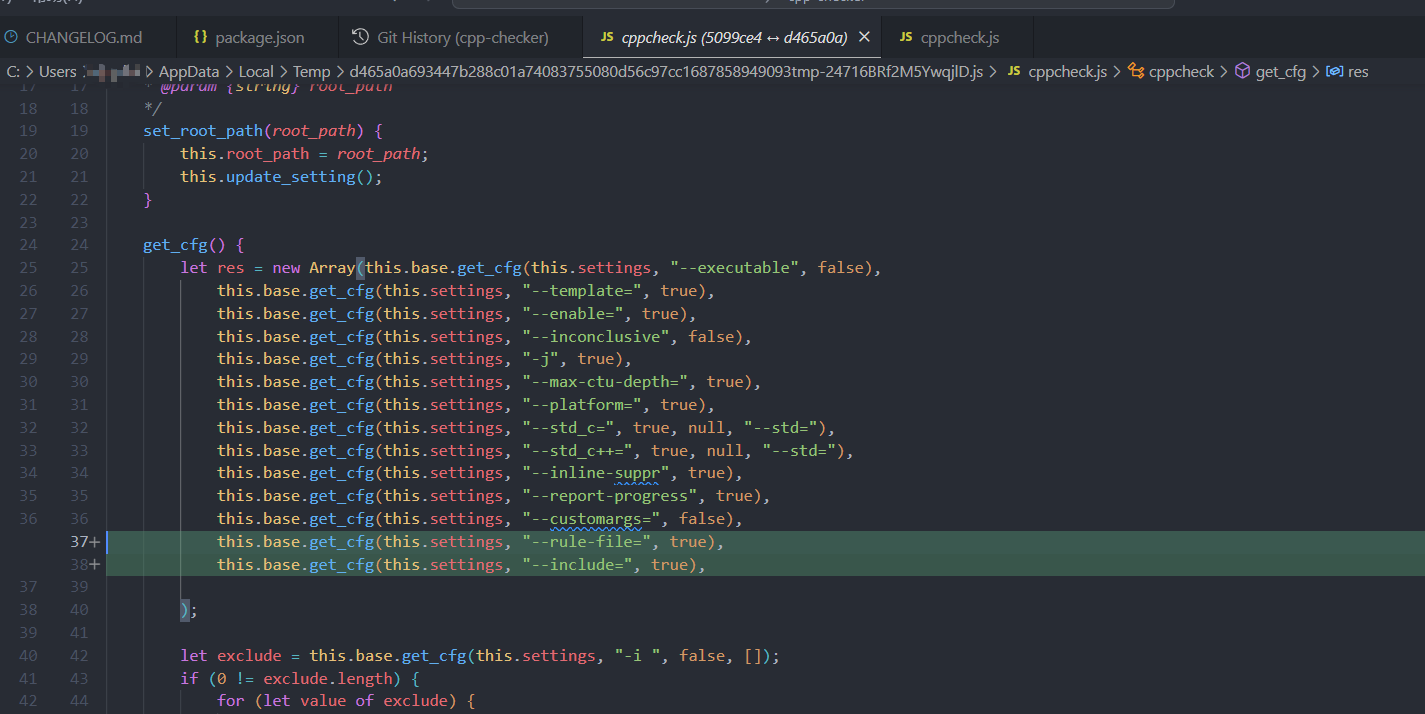 cpp-checker
CHANGELOG.md {} package.json Git History (cpp-checker) JS cppcheck.js (5099ce4 ↔ d465a0a) × JS cppcheck.js
C: > Users > AppData > Local > Temp > d465a0a693447b288c01a74083755080d56c97cc1687858949093tmp-24716BRf2M5YwqjlD.js > JS cppcheck.js > cppcheck > get_cfg > res
17 17 * @param {string} root_path
18 18 */
19 19 set_root_path(root_path) {
20 20 this.root_path = root_path;
21 21 this.update_setting();
22 22 }
23 23
24 24 get_cfg() {
25 25 let res = new Array(this.base.get_cfg(this.settings, "--executable", false),
26 26 this.base.get_cfg(this.settings, "--template=", true),
27 27 this.base.get_cfg(this.settings, "--enable=", true),
28 28 this.base.get_cfg(this.settings, "--inconclusive", false),
29 29 this.base.get_cfg(this.settings, "-j", true),
30 30 this.base.get_cfg(this.settings, "--max-ctu-depth=", true),
31 31 this.base.get_cfg(this.settings, "--platform=", true),
32 32 this.base.get_cfg(this.settings, "--std_c=", true, null, "--std="),
33 33 this.base.get_cfg(this.settings, "--std_c++=", true, null, "--std="),
34 34 this.base.get_cfg(this.settings, "--inline-suppr", true),
35 35 this.base.get_cfg(this.settings, "--report-progress", true),
36 36 this.base.get_cfg(this.settings, "--customargs=", false),
37+ this.base.get_cfg(this.settings, "--rule-file=", true),
38+ this.base.get_cfg(this.settings, "--include=", true),
37 39
38 40 );
39 41
40 42 let exclude = this.base.get_cfg(this.settings, "-i ", false, []);
41 43 if (0 != exclude.length) {
42 44 for (let value of exclude) {